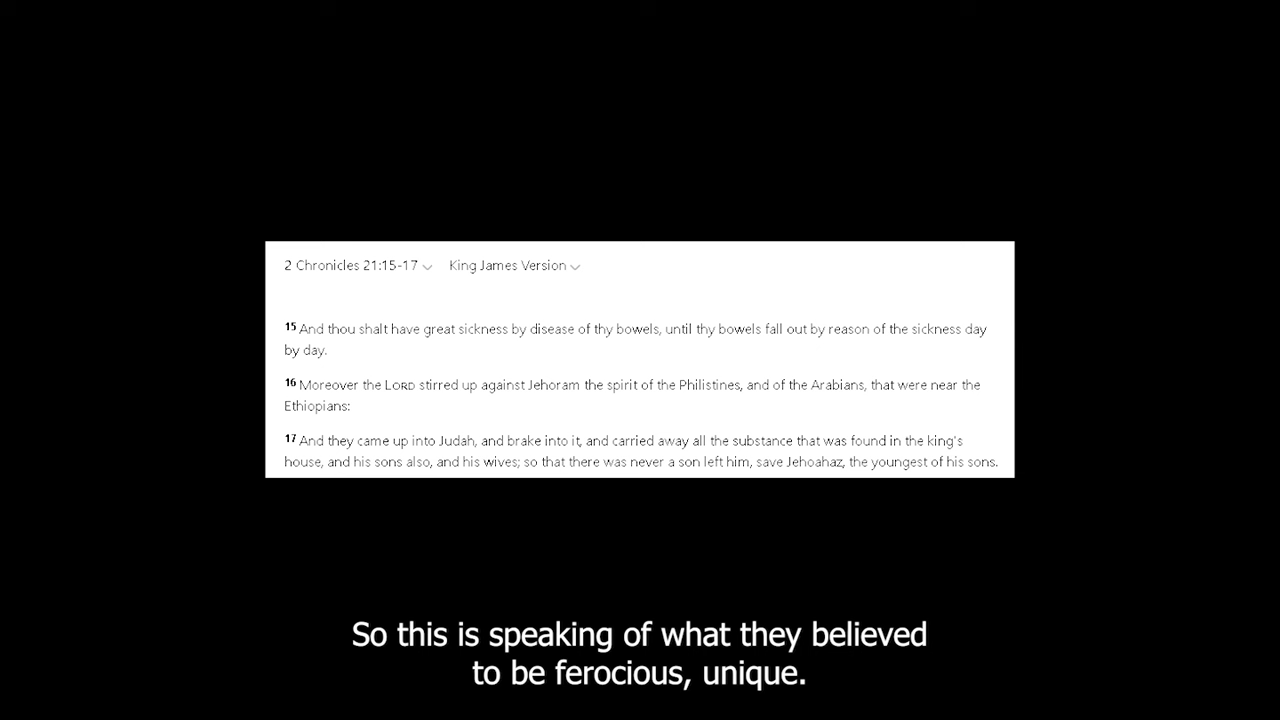 2 Chronicles 21:15-17 King James Version
15 And thou shalt have great sickness by disease of thy bowels, until thy bowels fall out by reason of the sickness day
by day.
16 Moreover the LORD stirred up against Jehoram the spirit of the Philistines, and of the Arabians, that were near the
Ethiopians:
17 And they came up into Judah, and brake into it, and carried away all the substance that was found in the king's
house, and his sons also, and his wives; so that there was never a son left him, save Jehoahaz, the youngest of his sons.
So this is speaking of what they believed
to be ferocious, unique.